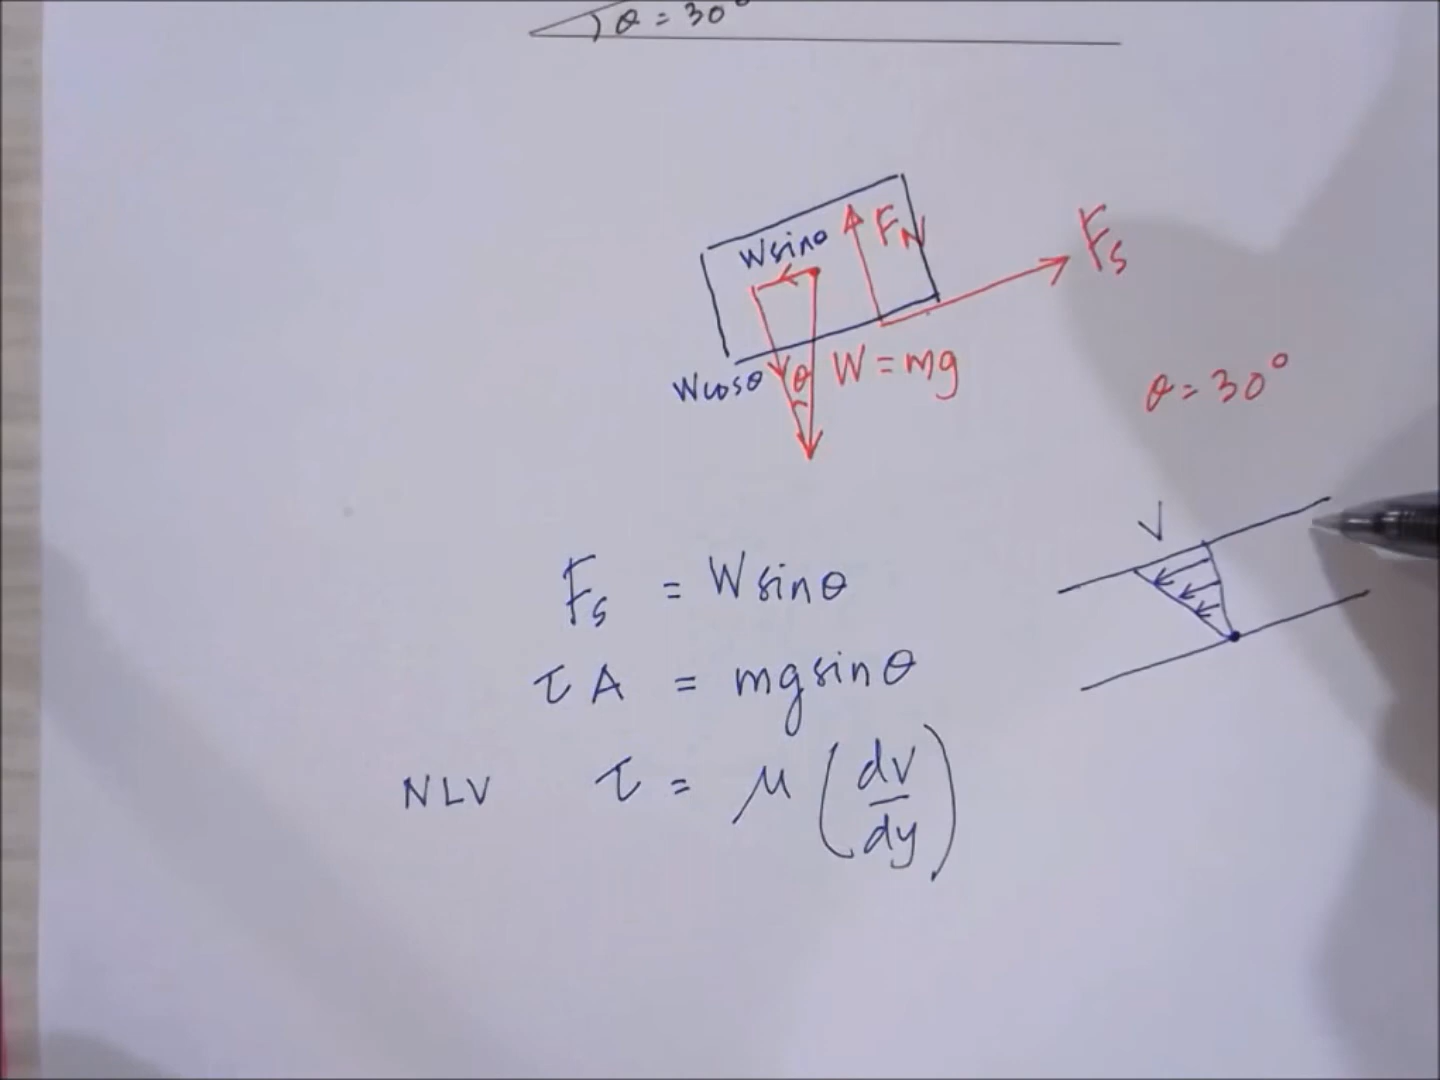 θ = 30°
Wsinθ
F_N
F_s
Wcosθ
θ
W = mg
θ = 30°
V
F_s = Wsinθ
τA = mgsinθ
NLV τ = μ (dv/dy)